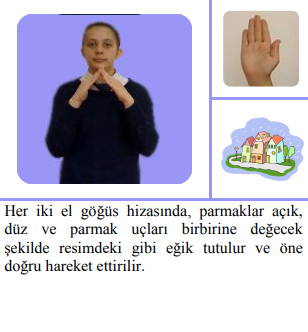 Her iki el göğüs hizasında, parmaklar açık,
düz ve parmak uçları birbirine değecek
şekilde resimdeki gibi eğik tutulur ve öne
doğru hareket ettirilir.